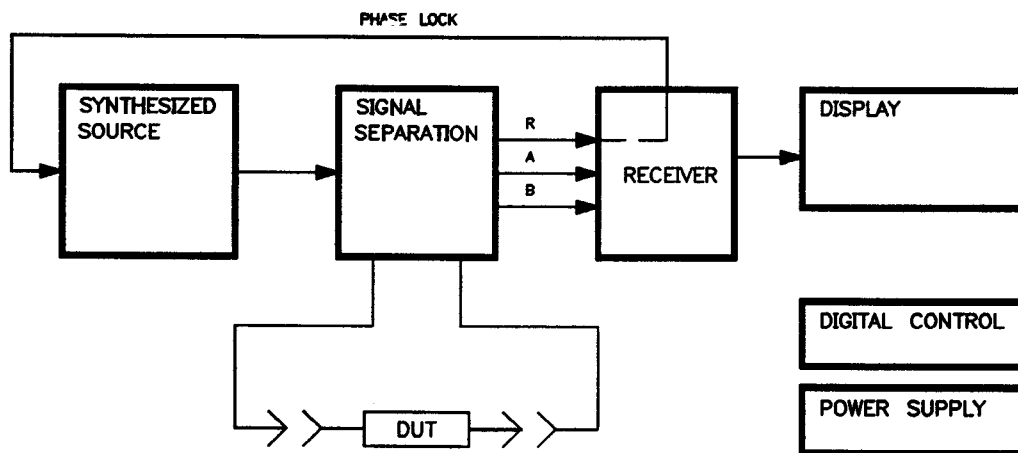 PHASE LOCK
SYNTHESIZED
SOURCE
SIGNAL
SEPARATION
R
A
B
RECEIVER
DISPLAY
DIGITAL CONTROL
POWER SUPPLY
DUT